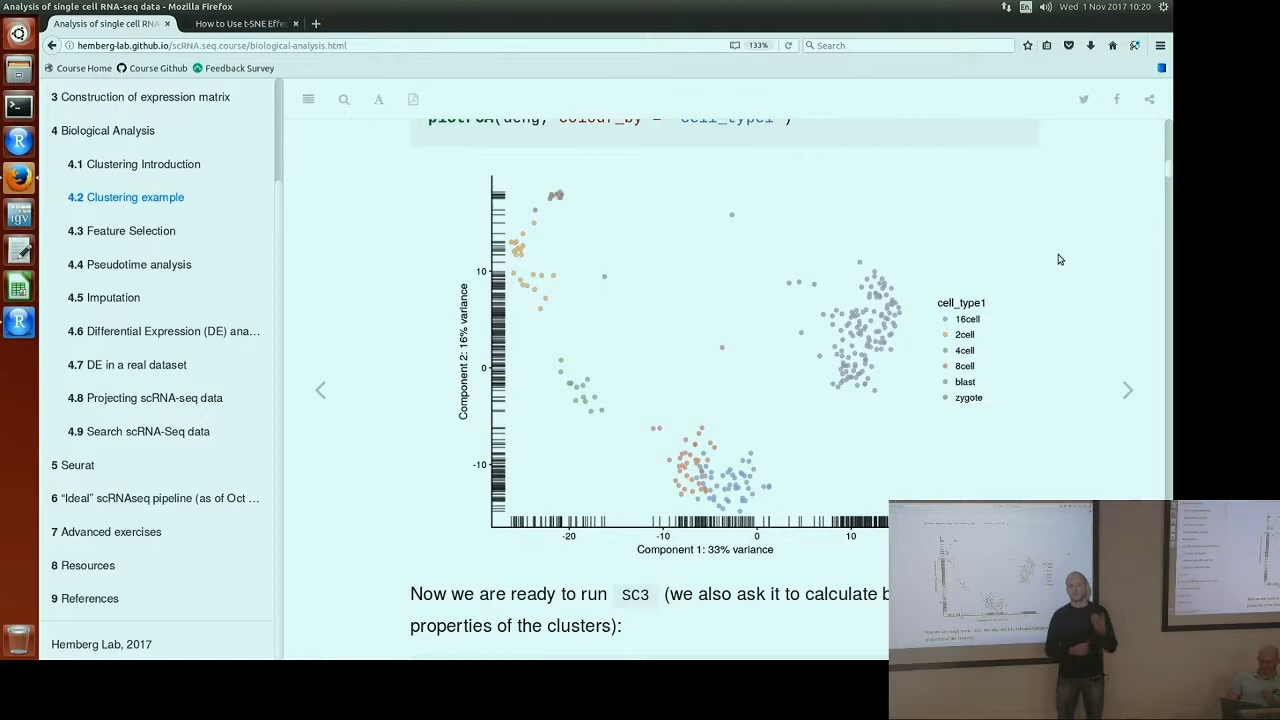 Analysis of single cell RNA-seq data - Mozilla Firefox
En
Wed 1 Nov 2017 10:20
Analysis of single cell RNA
How to Use t-SNE Effec
hemberg-lab.github.io/scRNA.seq.course/biological-analysis.html
133%
Search
Course Home
Course Github
Feedback Survey
3 Construction of expression matrix
4 Biological Analysis
4.1 Clustering Introduction
4.2 Clustering example
4.3 Feature Selection
4.4 Pseudotime analysis
4.5 Imputation
4.6 Differential Expression (DE) ana…
4.7 DE in a real dataset
4.8 Projecting scRNA-seq data
4.9 Search scRNA-Seq data
5 Seurat
6 “Ideal” scRNAseq pipeline (as of Oct …
7 Advanced exercises
8 Resources
9 References
Hemberg Lab, 2017
plotPCA(deng, colour_by = "cell_type1")
Component 2: 16% variance
10
0
-10
-20
-10
0
10
Component 1: 33% variance
cell_type1
16cell
2cell
4cell
8cell
blast
zygote
Now we are ready to run SC3 (we also ask it to calculate b
properties of the clusters):